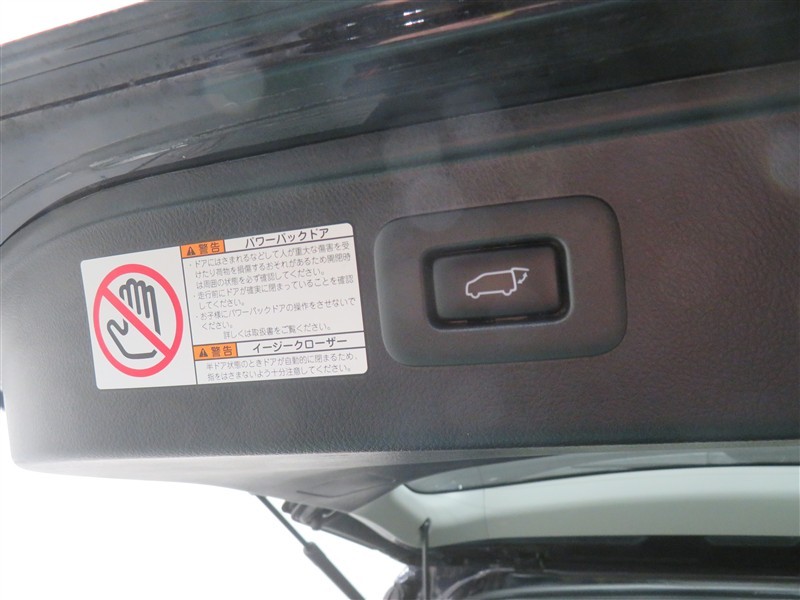 警告 パワーバックドア
・ドアにはさまれるなどして人が重大な傷害を受
けたり荷物を損傷するおそれがあるため開閉時
は周囲の状態を必ず確認してください。
・走行前にドアが確実に閉まっていることを確認
してください。
・お子様にパワーバックドアの操作をさせないで
ください。
詳しくは取扱書をご覧ください。
警告 イージークローザー
半ドア状態のときドアが自動的に閉まるため、
指をはさまないよう十分注意してください。